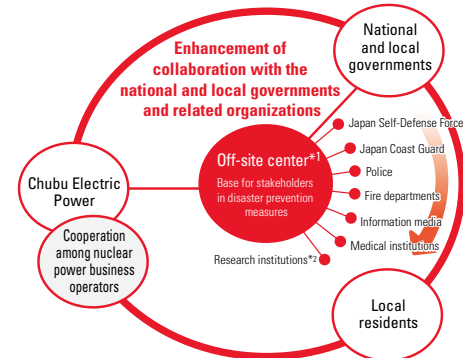 Enhancement of
collaboration with the
national and local governments
and related organizations
National
and local
governments
Off-site center*1
Base for stakeholders
in disaster prevention
measures
Japan Self-Defense Force
Japan Coast Guard
Police
Fire departments
Information media
Medical institutions
Research institutions*2
Chubu Electric
Power
Cooperation
among nuclear
power business
operators
Local
residents